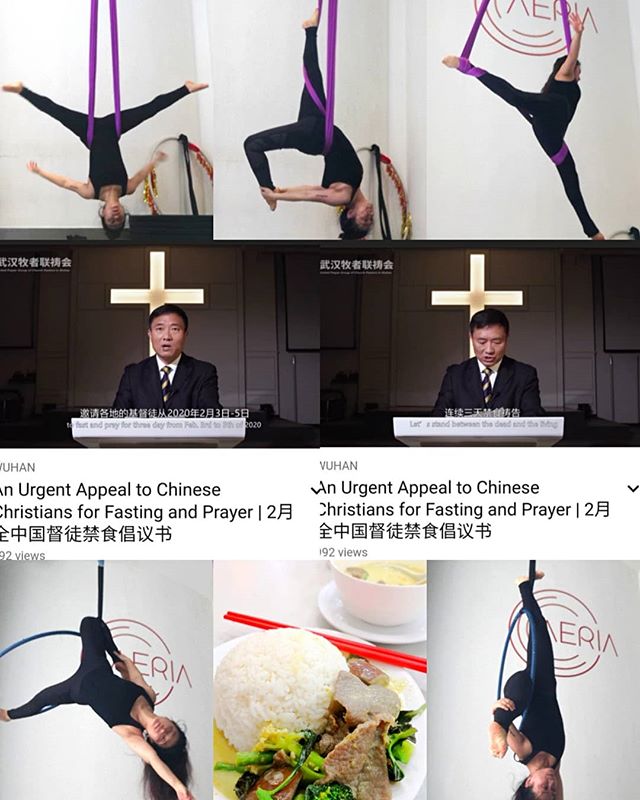 AERIA
武汉牧者联祷会
邀请各地的基督徒从2020年2月3日-5日
to fast and pray for three day from Feb. 3rd to 5th of 2020
WUHAN
An Urgent Appeal to Chinese
Christians for Fasting and Prayer | 2月
全中国督徒禁食倡议书
992 views
武汉牧者联祷会
连续三天禁食祷告
Let's stand between the dead and the living
WUHAN
An Urgent Appeal to Chinese
Christians for Fasting and Prayer | 2月
全中国督徒禁食倡议书
992 views
AERIA
AERIA